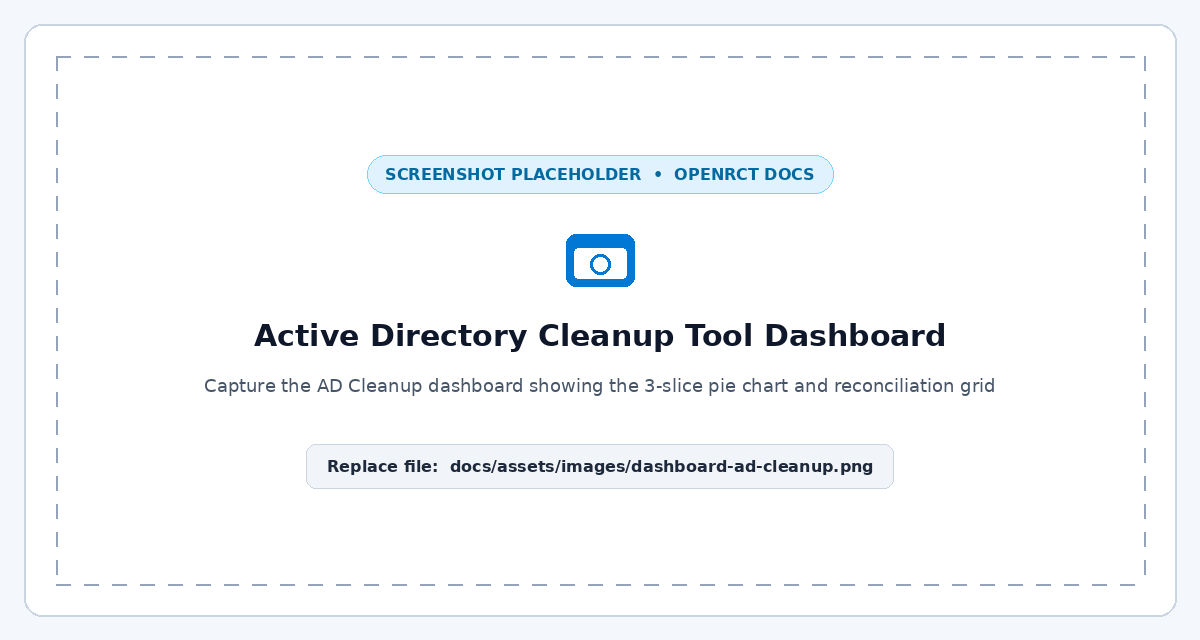 SCREENSHOT PLACEHOLDER • OPENRCT DOCS
Active Directory Cleanup Tool Dashboard
Capture the AD Cleanup dashboard showing the 3-slice pie chart and reconciliation grid
Replace file: docs/assets/images/dashboard-ad-cleanup.png